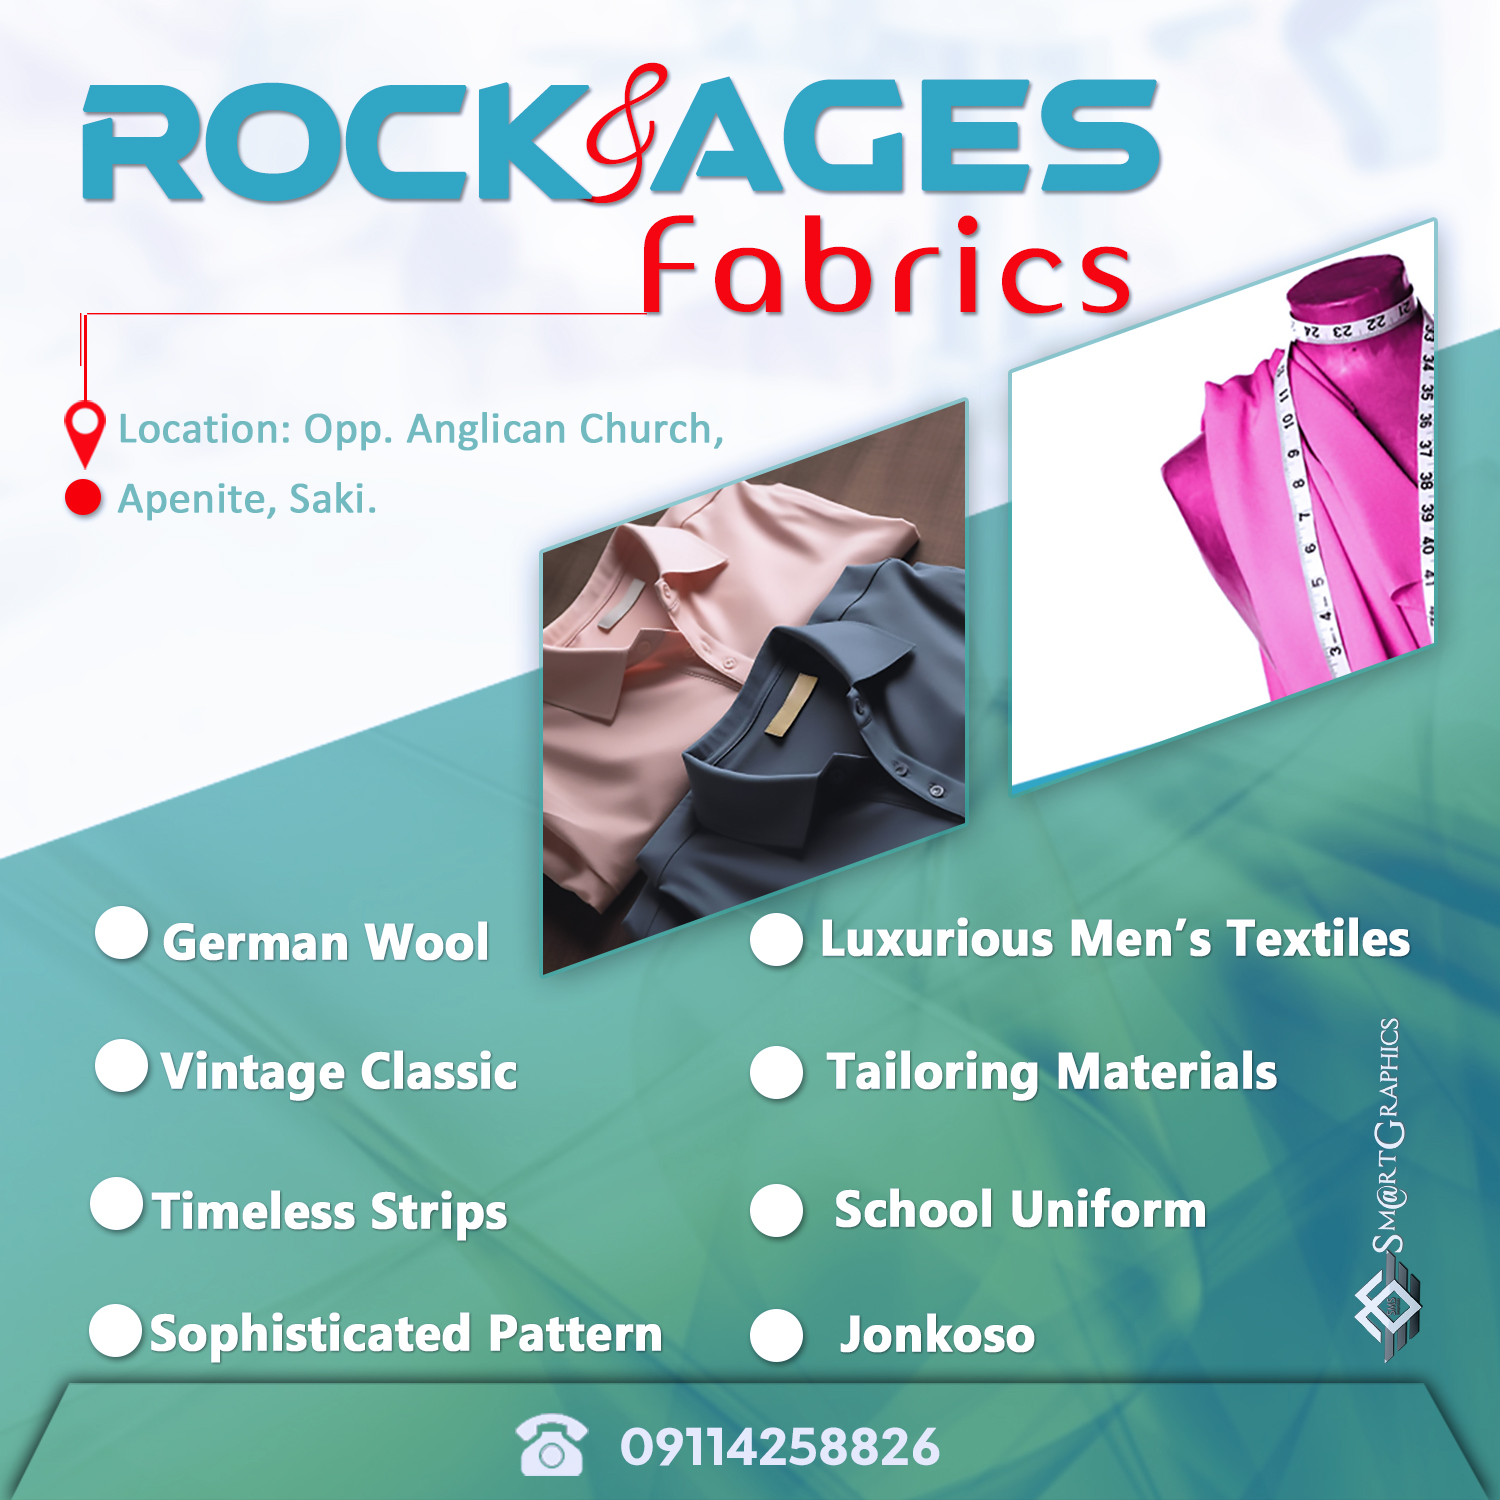 ROCK&AGES
Fabrics
Location: Opp. Anglican Church,
Apenite, Saki.
German Wool
Vintage Classic
Timeless Strips
Sophisticated Pattern
Luxurious Men’s Textiles
Tailoring Materials
School Uniform
Jonkoso
SM@RTGRAPHICS
09114258826